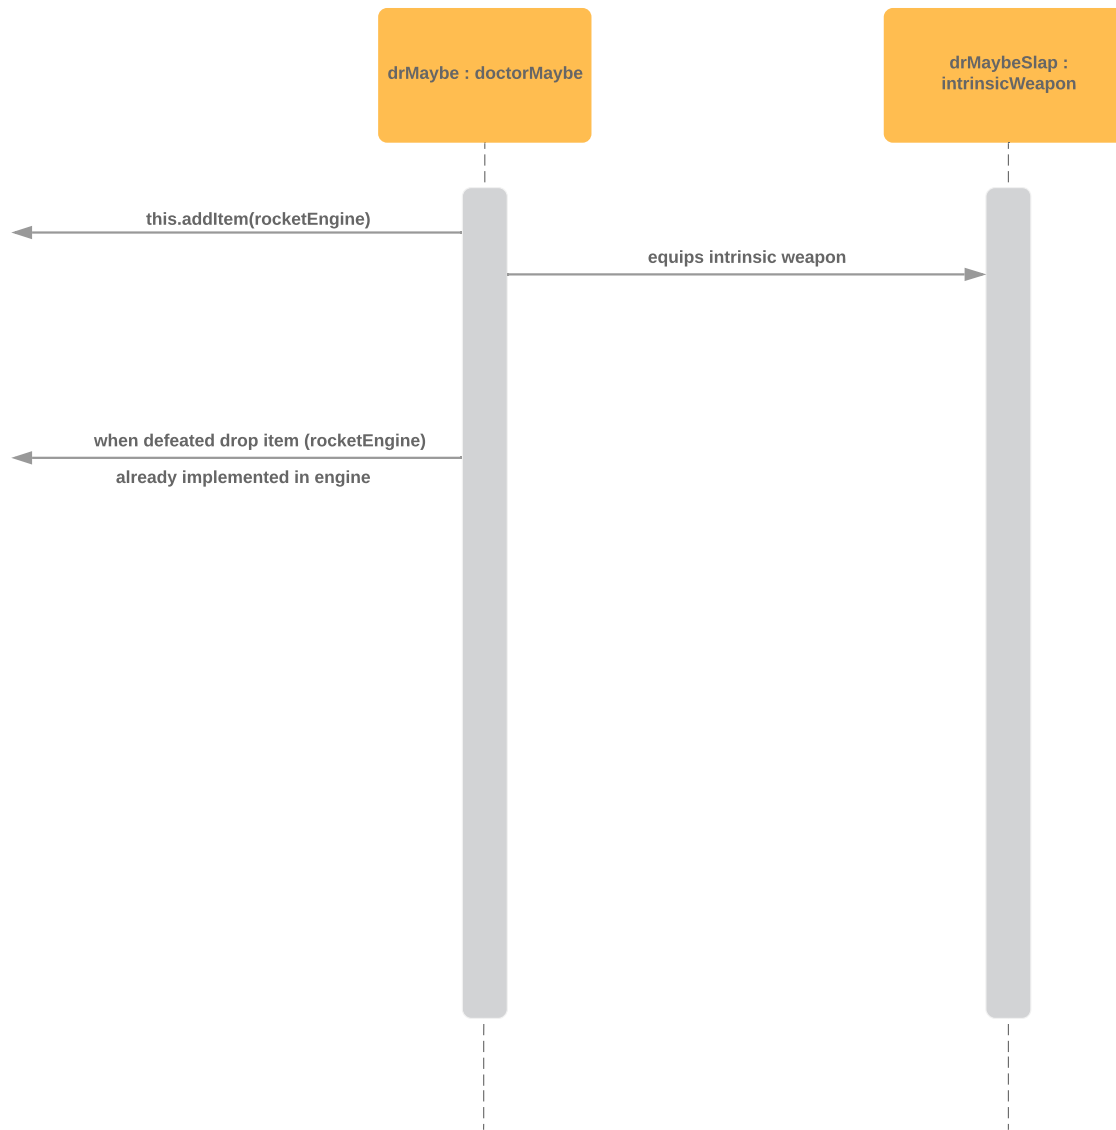 drMaybe : doctorMaybe
drMaybeSlap :
intrinsicWeapon
this.addItem(rocketEngine)
equips intrinsic weapon
when defeated drop item (rocketEngine)
already implemented in engine